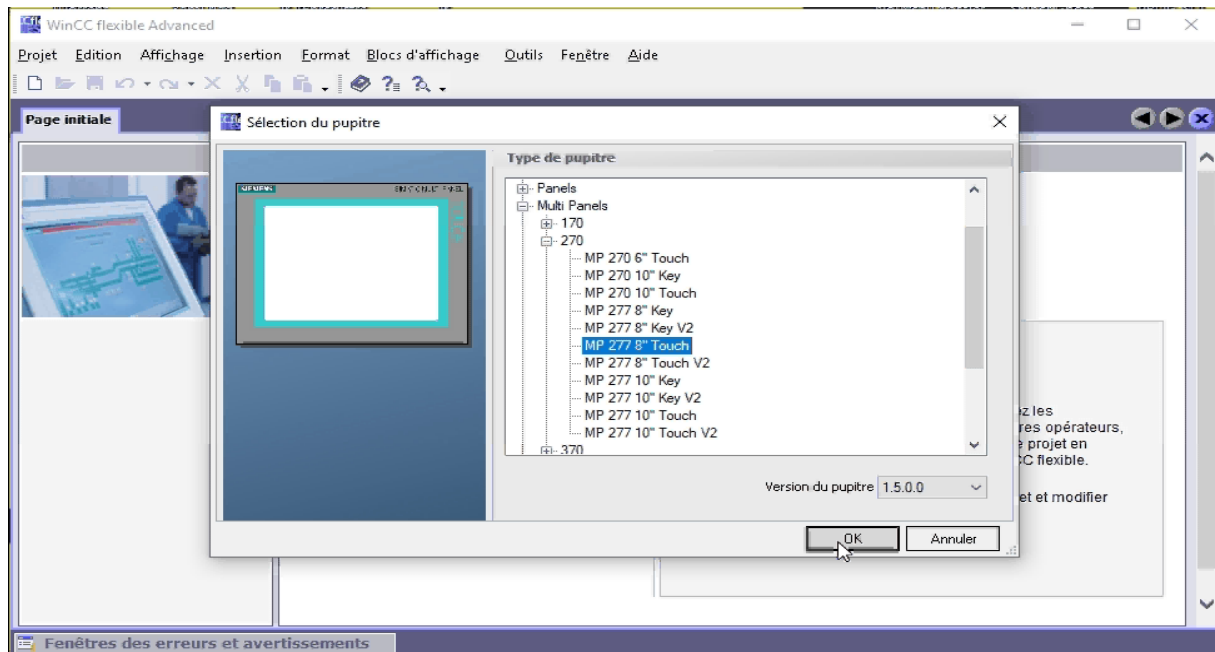 WinCC flexible Advanced
Projet Edition Affichage Insertion Format Blocs d'affichage Outils Fenêtre Aide
Page initiale
Sélection du pupitre
Type de pupitre
SIEMENS
Panels
Multi Panels
170
270
MP 270 6" Touch
MP 270 10" Key
MP 270 10" Touch
MP 277 8" Key
MP 277 8" Key V2
MP 277 8" Touch
MP 277 8" Touch V2
MP 277 10" Key
MP 277 10" Key V2
MP 277 10" Touch
MP 277 10" Touch V2
370
Version du pupitre 1.5.0.0
OK Annuler
z les
res opérateurs,
projet en
CC flexible.
et et modifier
Fenêtres des erreurs et avertissements